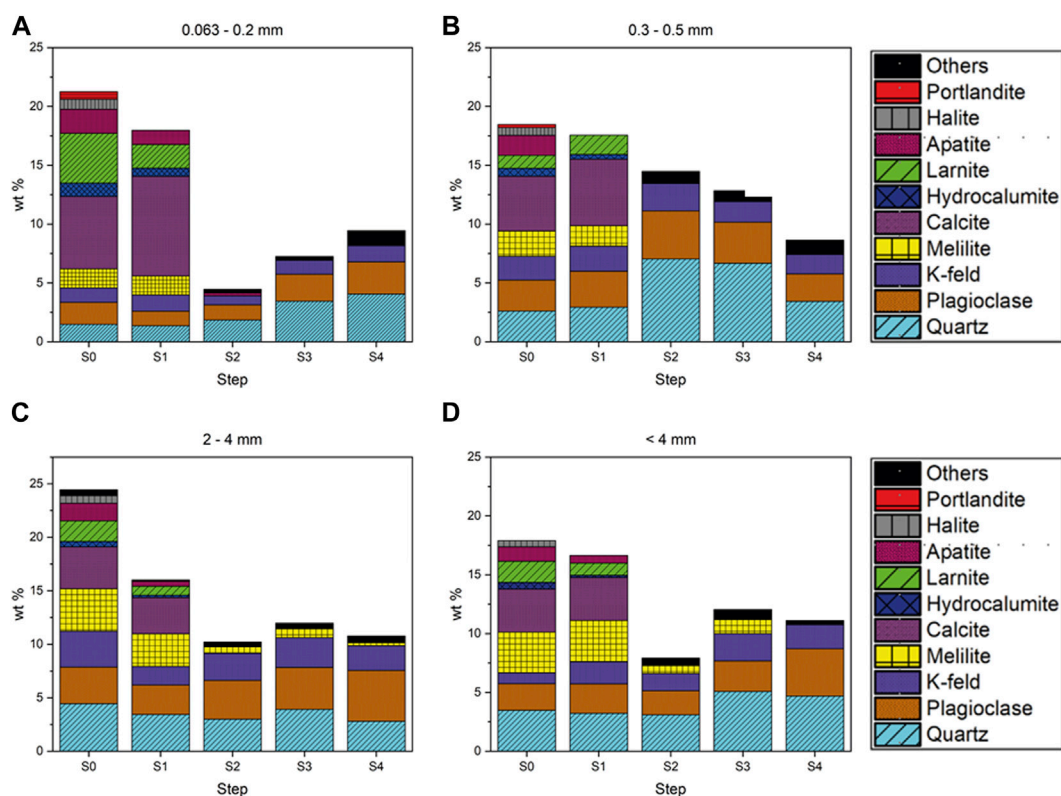 A
0.063 - 0.2 mm
25
20
15
10
5
0
wt %
S0 S1 S2 S3 S4
Step
B
0.3 - 0.5 mm
25
20
15
10
5
0
wt %
S0 S1 S2 S3 S4
Step
Others
Portlandite
Halite
Apatite
Larnite
Hydrocalumite
Calcite
Melilite
K-feld
Plagioclase
Quartz
C
2 - 4 mm
25
20
15
10
5
0
wt %
S0 S1 S2 S3 S4
Step
D
< 4 mm
25
20
15
10
5
0
wt %
S0 S1 S2 S3 S4
Step
Others
Portlandite
Halite
Apatite
Larnite
Hydrocalumite
Calcite
Melilite
K-feld
Plagioclase
Quartz